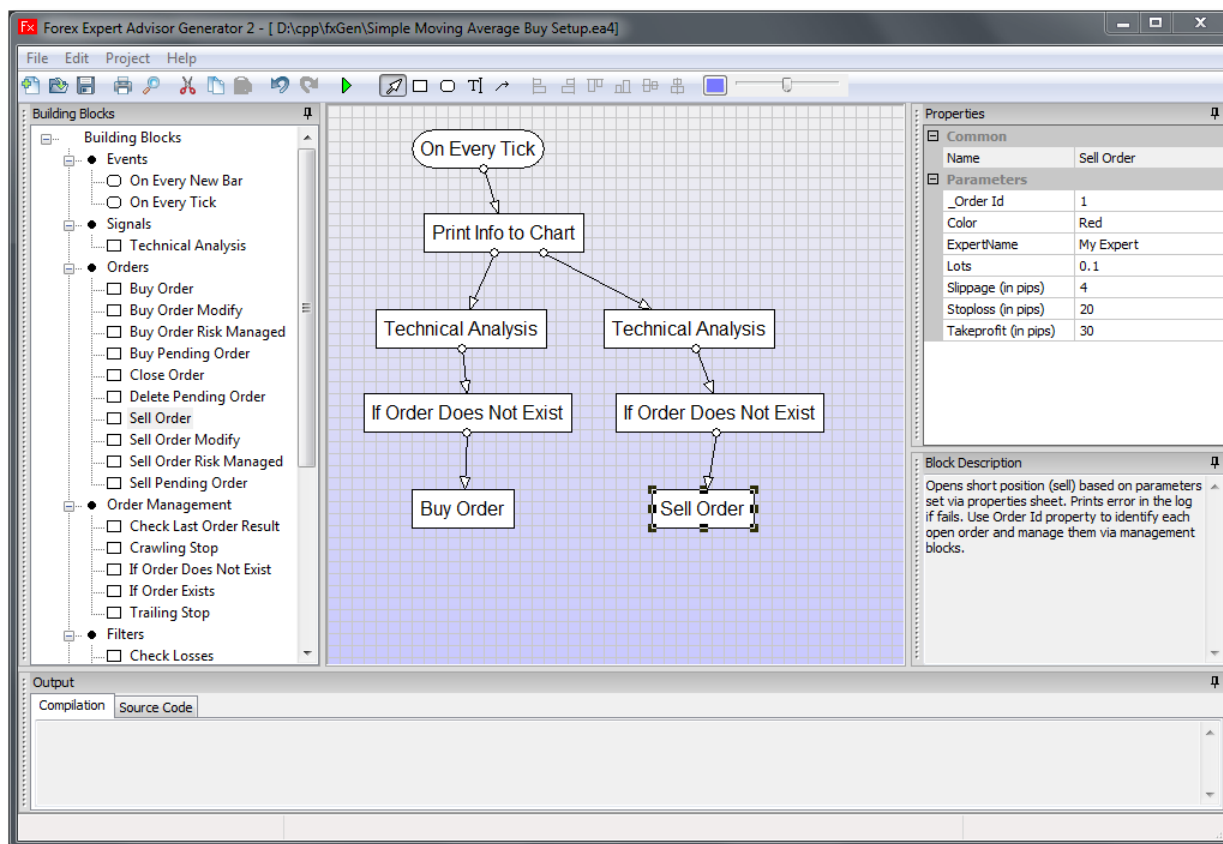 Fx Forex Expert Advisor Generator 2 - [ D:\cpp\fxGen\Simple Moving Average Buy Setup.ea4]
File Edit Project Help
Building Blocks
Building Blocks
Events
On Every New Bar
On Every Tick
Signals
Technical Analysis
Orders
Buy Order
Buy Order Modify
Buy Order Risk Managed
Buy Pending Order
Close Order
Delete Pending Order
Sell Order
Sell Order Modify
Sell Order Risk Managed
Sell Pending Order
Order Management
Check Last Order Result
Crawling Stop
If Order Does Not Exist
If Order Exists
Trailing Stop
Filters
Check Losses
On Every Tick
Print Info to Chart
Technical Analysis Technical Analysis
If Order Does Not Exist If Order Does Not Exist
Buy Order Sell Order
Properties
Common
Name Sell Order
Parameters
_Order Id 1
Color Red
ExpertName My Expert
Lots 0.1
Slippage (in pips) 4
Stoploss (in pips) 20
Takeprofit (in pips) 30
Block Description
Opens short position (sell) based on parameters
set via properties sheet. Prints error in the log
if fails. Use Order Id property to identify each
open order and manage them via management
blocks.
Output
Compilation Source Code